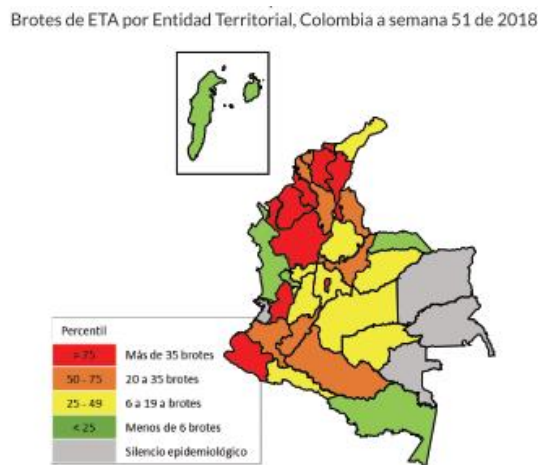 Brotes de ETA por Entidad Territorial, Colombia a semana 51 de 2018
Percentil
> 75 Más de 35 brotes
50 - 75 20 a 35 brotes
25 - 49 6 a 19 a brotes
< 25 Menos de 6 brotes
Silencio epidemiológico